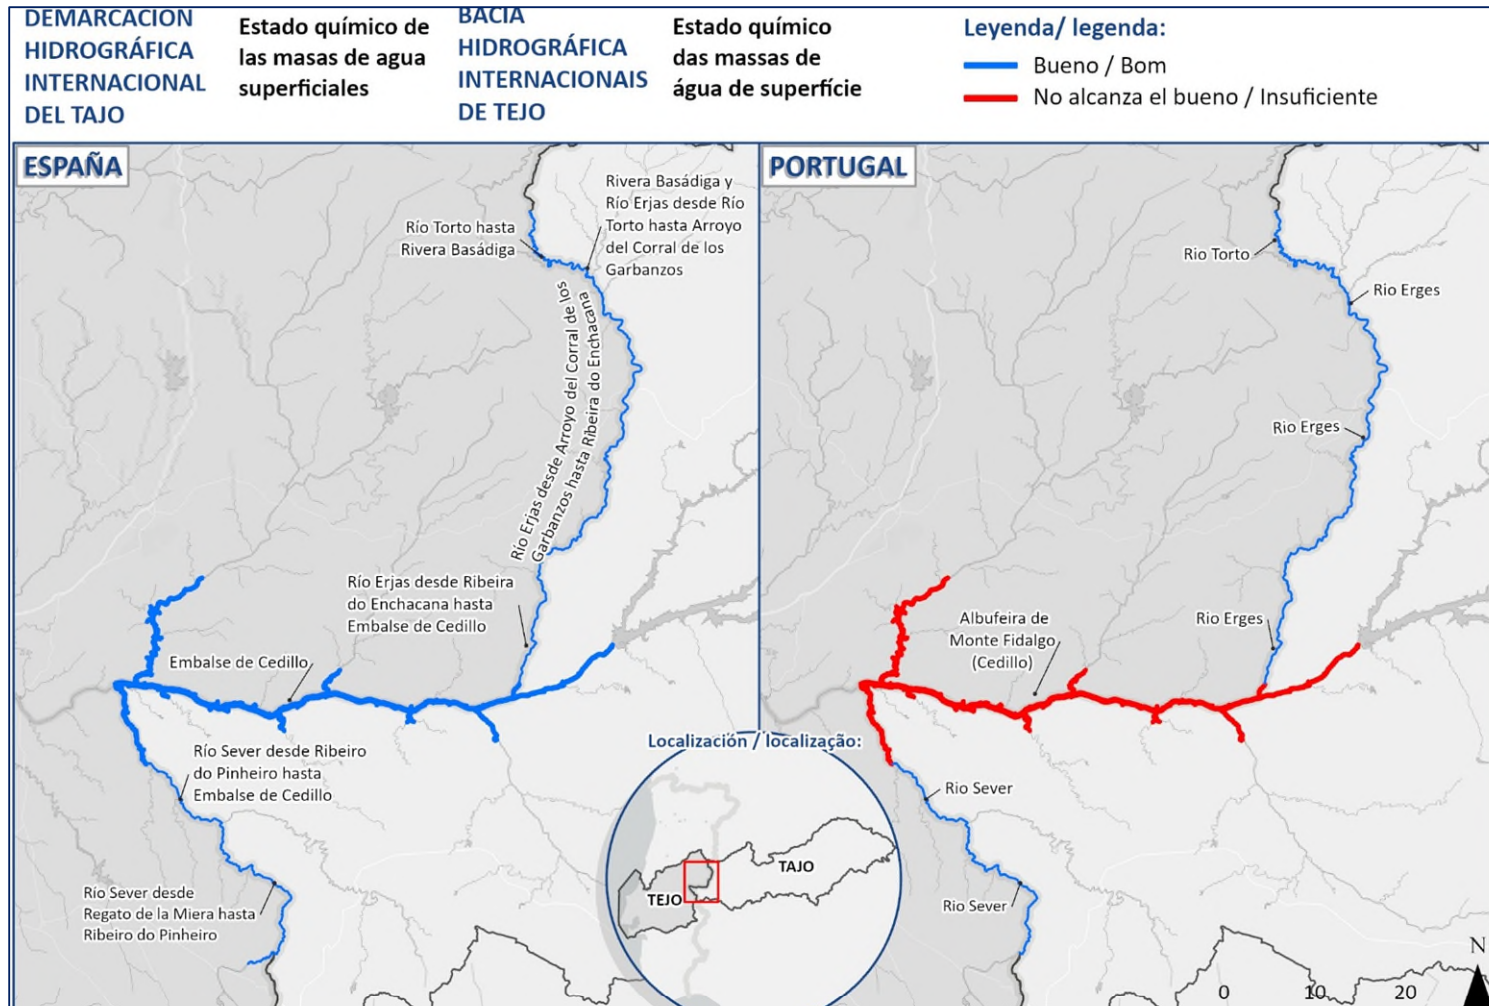 DEMARCACIÓN
HIDROGRÁFICA
INTERNACIONAL
DEL TAJO
Estado químico de
las masas de agua
superficiales
BACIA
HIDROGRÁFICA
INTERNACIONAIS
DE TEJO
Estado químico
das massas de
água de superfície
Leyenda/ legenda:
Bueno / Bom
No alcanza el bueno / Insuficiente
ESPAÑA
Rivera Basádiga y
Río Erjas desde Río
Torto hasta Arroyo
del Corral de los
Garbanzos
Río Torto hasta
Rivera Basádiga
Río Erjas desde Arroyo del Corral de los
Garbanzos hasta Ribeira do Enchacana
Río Erjas desde Ribeira
do Enchacana hasta
Embalse de Cedillo
Embalse de Cedillo
Río Sever desde Ribeiro
do Pinheiro hasta
Embalse de Cedillo
Río Sever desde
Regato de la Miera hasta
Ribeiro do Pinheiro
PORTUGAL
Rio Torto
Rio Erges
Rio Erges
Rio Erges
Albufeira de
Monte Fidalgo
(Cedillo)
Rio Sever
Rio Sever
Localización / localização:
TAJO
TEJO
N
0 10 20